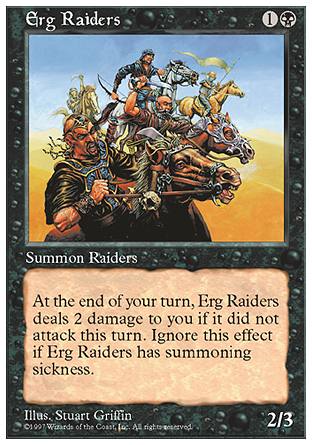 Erg Raiders 1
Summon Raiders
At the end of your turn, Erg Raiders
deals 2 damage to you if it did not
attack this turn. Ignore this effect
if Erg Raiders has summoning
sickness.
Illus. Stuart Griffin
©1997 Wizards of the Coast, Inc. All rights reserved.
2/3